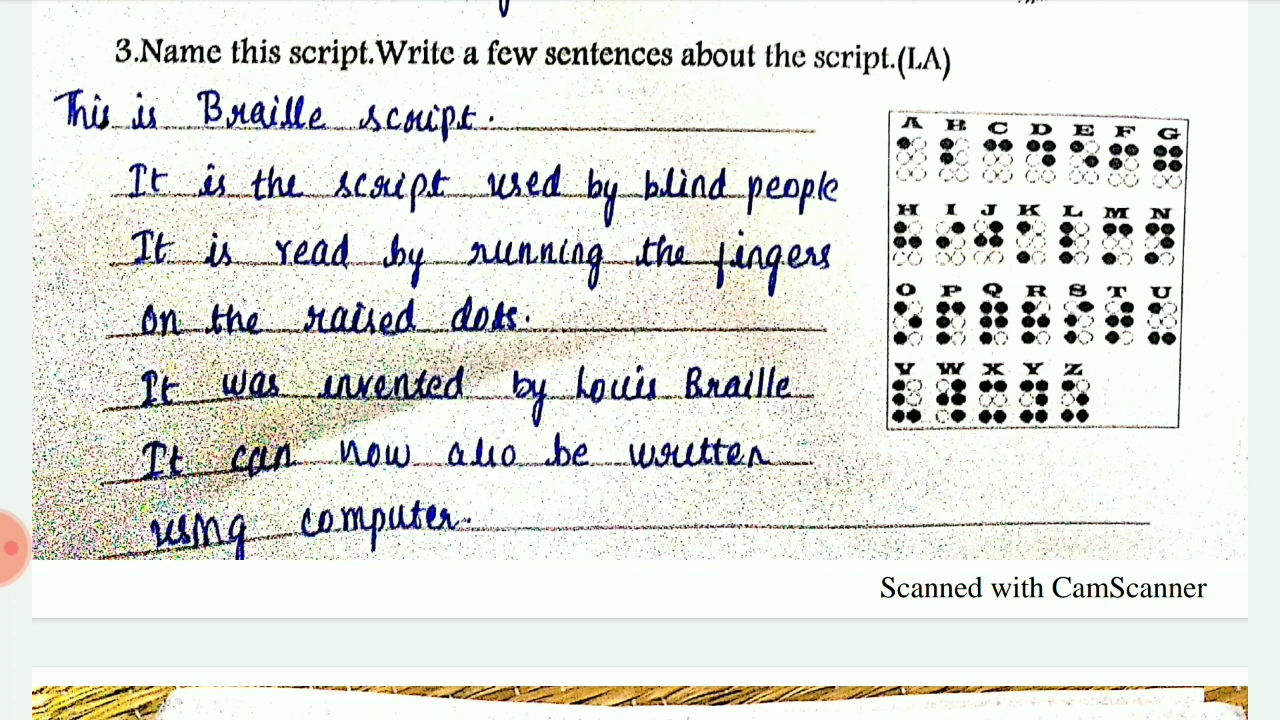 3.Name this script.Write a few sentences about the script.(LA)
This is Braille script.
It is the script used by blind people
It is read by running the fingers
on the raised dots.
It was invented by Louis Braille
It can now also be written
using computer.
A B C D E F G
H I J K L M N
O P Q R S T U
V W X Y Z
Scanned with CamScanner